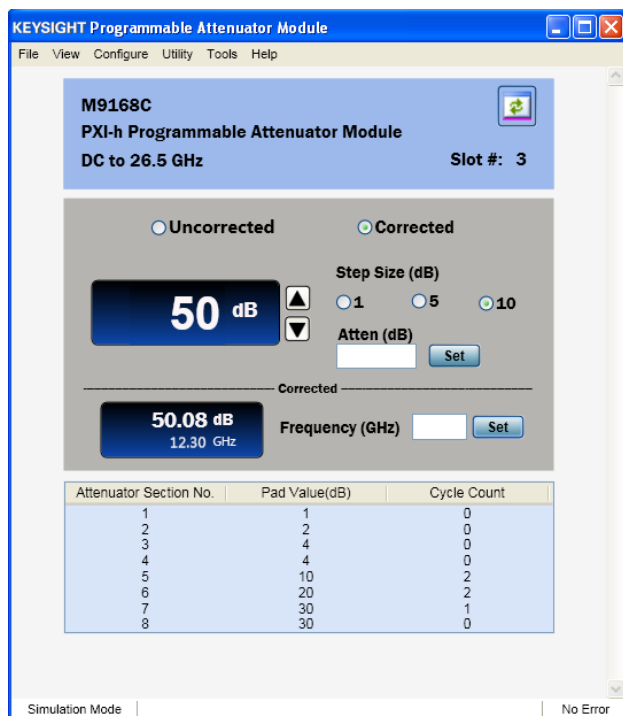 KEYSIGHT Programmable Attenuator Module
File View Configure Utility Tools Help
M9168C
PXI-h Programmable Attenuator Module
DC to 26.5 GHz
Slot #: 3
Uncorrected
Corrected
50 dB
Step Size (dB)
1
5
10
Atten (dB)
Set
Corrected
50.08 dB
12.30 GHz
Frequency (GHz)
Set
Attenuator Section No. Pad Value(dB) Cycle Count
1 1 0
2 2 0
3 4 0
4 4 0
5 10 2
6 20 2
7 30 1
8 30 0
Simulation Mode
No Error